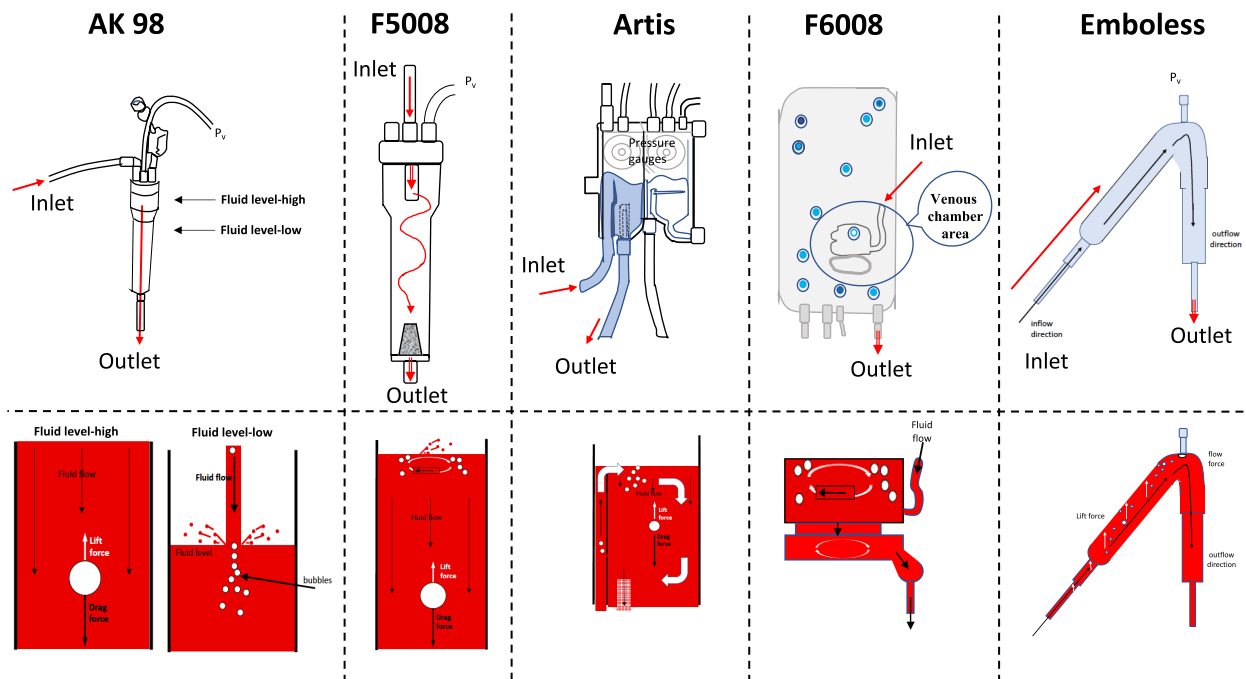 AK 98
F5008
Artis
F6008
Emboless
Pv
Inlet
Fluid level-high
Fluid level-low
Outlet
Inlet
Pv
Outlet
Pressure
gauges
Inlet
Outlet
Inlet
Venous
chamber
area
Outlet
Pv
outflow
direction
inflow
direction
Inlet
Outlet
Fluid level-high
Fluid flow
Lift
force
Drag
force
Fluid level-low
Fluid flow
Fluid level
bubbles
Fluid flow
Lift
force
Drag
force
Fluid flow
Lift
force
Drag
force
Fluid
flow
flow
force
Lift force
outflow
direction